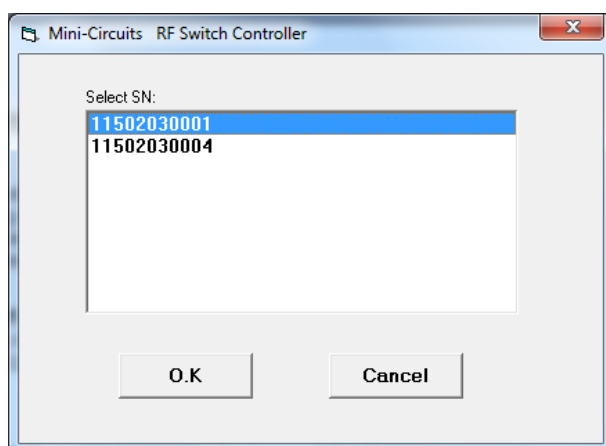 Mini-Circuits RF Switch Controller
Select SN:
11502030001
11502030004
O.K
Cancel